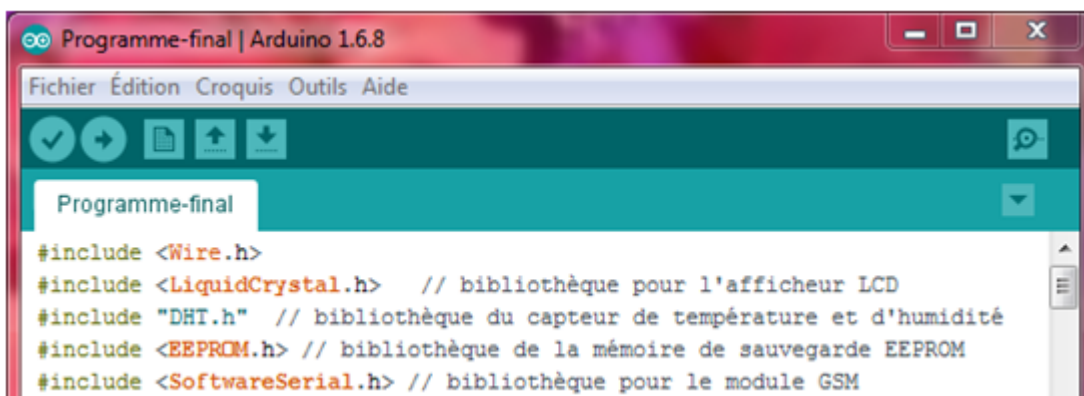 Programme-final | Arduino 1.6.8
Fichier Édition Croquis Outils Aide
Programme-final
#include <Wire.h>
#include <LiquidCrystal.h>   // bibliothèque pour l'afficheur LCD
#include "DHT.h"  // bibliothèque du capteur de température et d'humidité
#include <EEPROM.h> // bibliothèque de la mémoire de sauvegarde EEPROM
#include <SoftwareSerial.h> // bibliothèque pour le module GSM